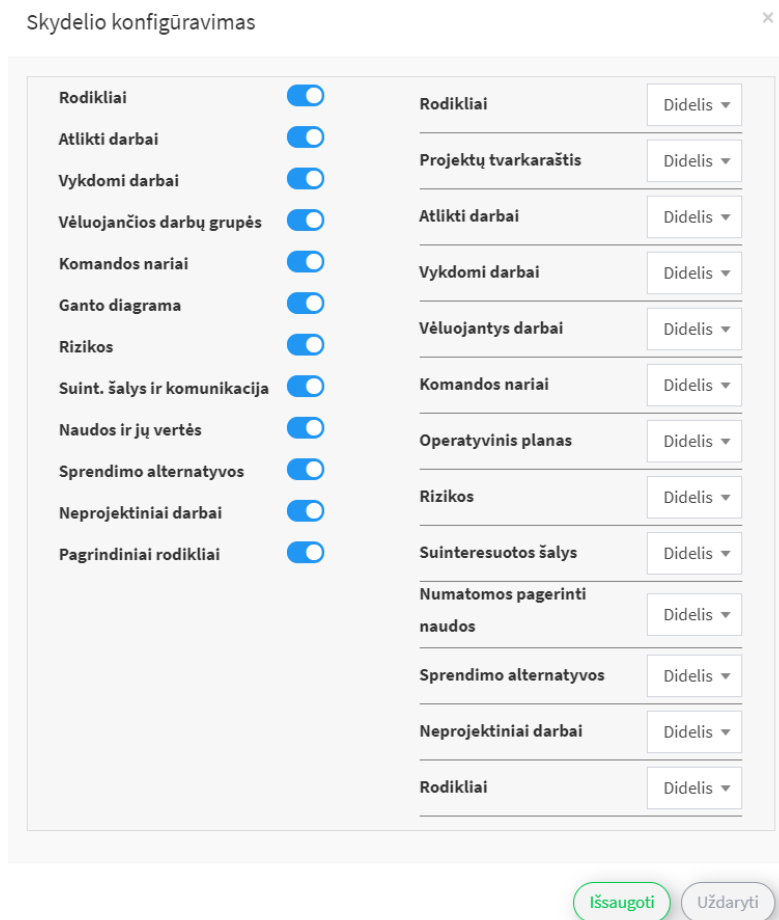 Skydelio konfigūravimas
×
Rodikliai
Atlikti darbai
Vykdomi darbai
Vėluojančios darbų grupės
Komandos nariai
Ganto diagrama
Rizikos
Suint. šalys ir komunikacija
Naudos ir jų vertės
Sprendimo alternatyvos
Neprojektiniai darbai
Pagrindiniai rodikliai
Rodikliai Didelis
Projektų tvarkaraštis Didelis
Atlikti darbai Didelis
Vykdomi darbai Didelis
Vėluojantys darbai Didelis
Komandos nariai Didelis
Operatyvinis planas Didelis
Rizikos Didelis
Suinteresuotos šalys Didelis
Numatomos pagerinti
naudos Didelis
Sprendimo alternatyvos Didelis
Neprojektiniai darbai Didelis
Rodikliai Didelis
Išsaugoti Uždaryti